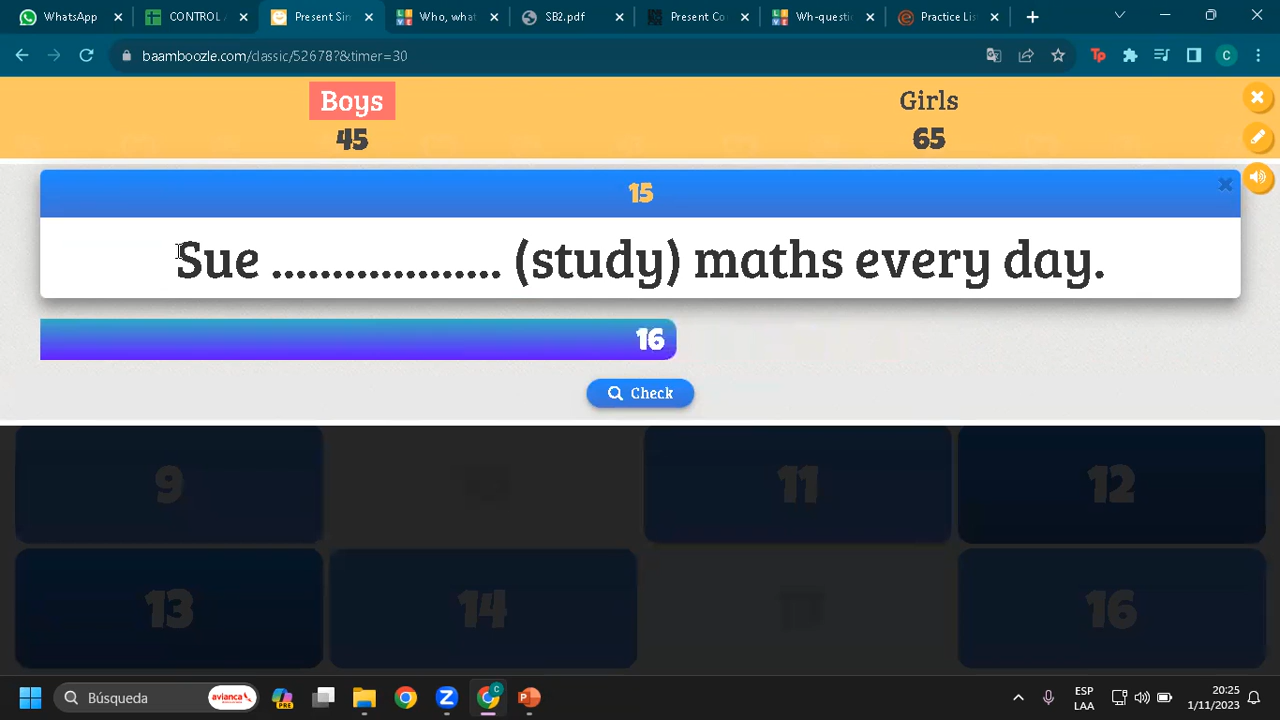 WhatsApp
CONTROL A
Present Sin
Who, what
SB2.pdf
Present Co
Wh-questi
Practice Lis
baamboozle.com/classic/52678?&timer=30
Tp
C
Boys
45
Girls
65
15
Sue ................... (study) maths every day.
16
Check
9
11
12
13
14
16
Búsqueda
avianca
PRE
LAA
20:25
/11/2023